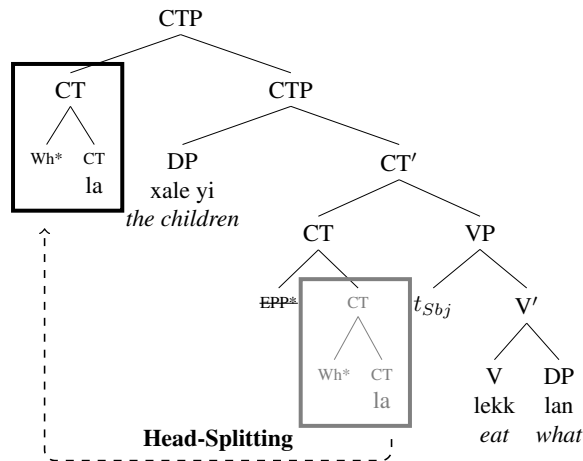 CTP
CT CTP
Wh* CT DP CT′
la xale yi
the children CT VP
EPP* CT t_Sbj V′
Wh* CT V DP
la lekk lan
eat what
Head-Splitting